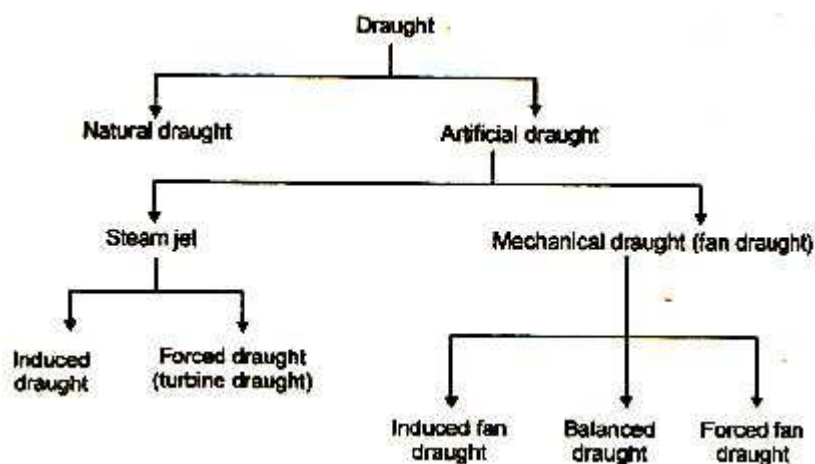 Draught
Natural draught
Artificial draught
Steam jet
Mechanical draught (fan draught)
Induced
draught
Forced draught
(turbine draught)
Induced fan
draught
Balanced
draught
Forced fan
draught